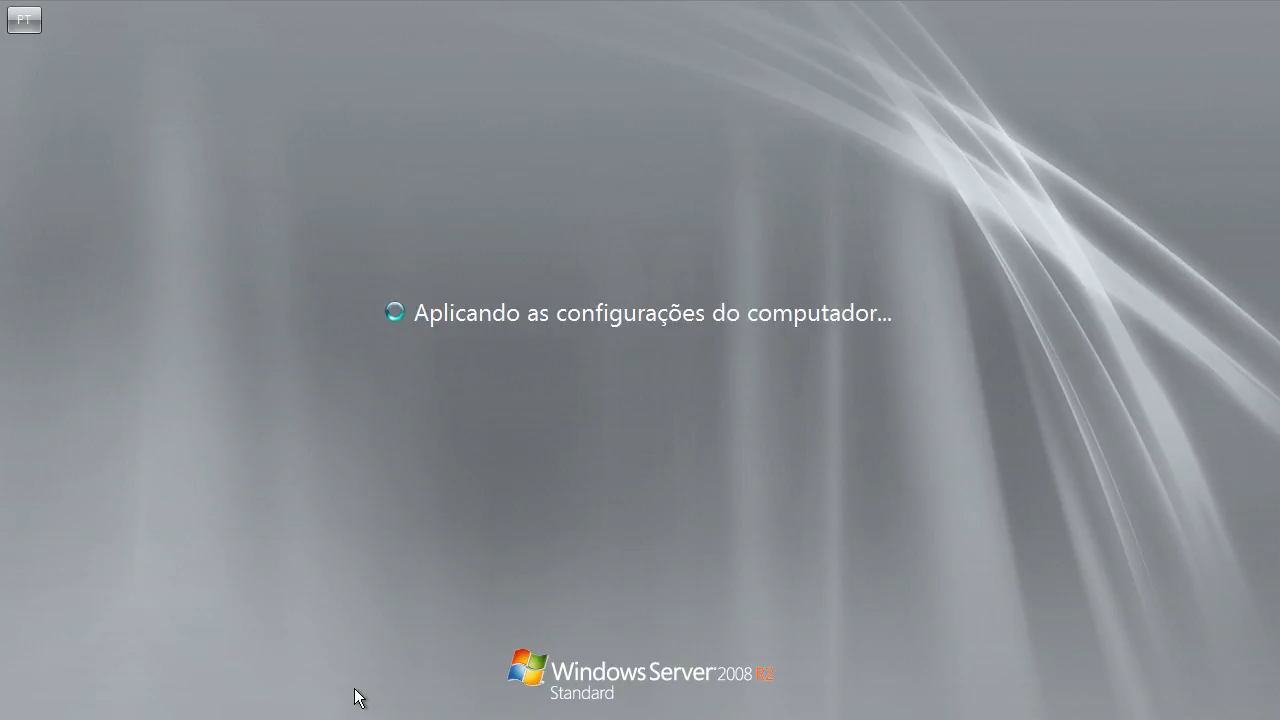 PT
Aplicando as configurações do computador...
Windows Server 2008 R2
Standard